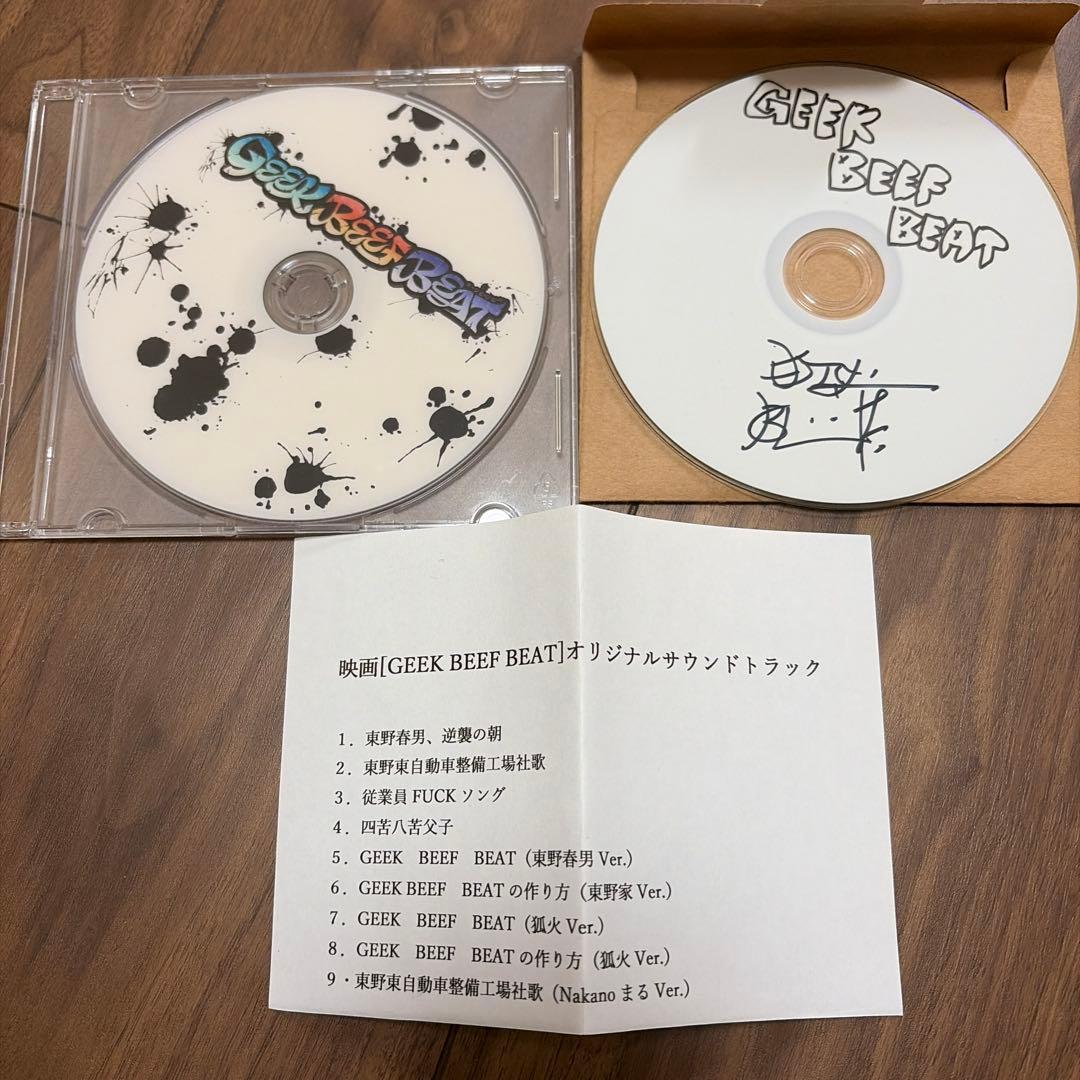 GEEK BEEF BEAT
GEEK
BEEF
BEAT
映画[GEEK BEEF BEAT]オリジナルサウンドトラック
1．東野春男、逆襲の朝
2．東野東自動車整備工場社歌
3．従業員 FUCK ソング
4．四苦八苦父子
5．GEEK　BEEF　BEAT（東野春男 Ver.）
6．GEEK BEEF　BEAT の作り方（東野家 Ver.）
7．GEEK　BEEF　BEAT（狐火 Ver.）
8．GEEK　BEEF　BEAT の作り方（狐火 Ver.）
9・東野東自動車整備工場社歌（Nakano まる Ver.）